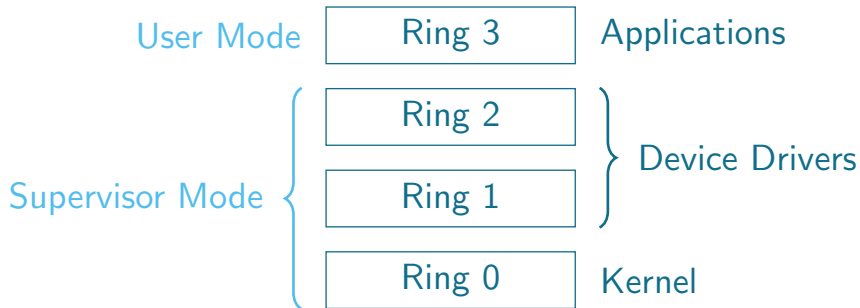 User Mode Ring 3 Applications
Ring 2
Device Drivers
Supervisor Mode Ring 1
Ring 0 Kernel